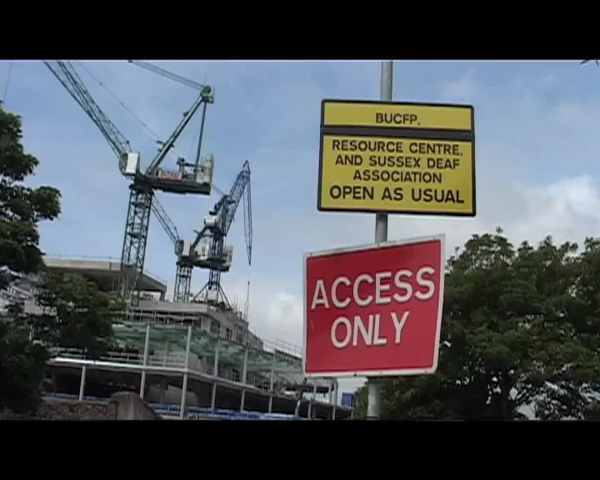 BUCFP,
RESOURCE CENTRE,
AND SUSSEX DEAF
ASSOCIATION
OPEN AS USUAL
ACCESS
ONLY